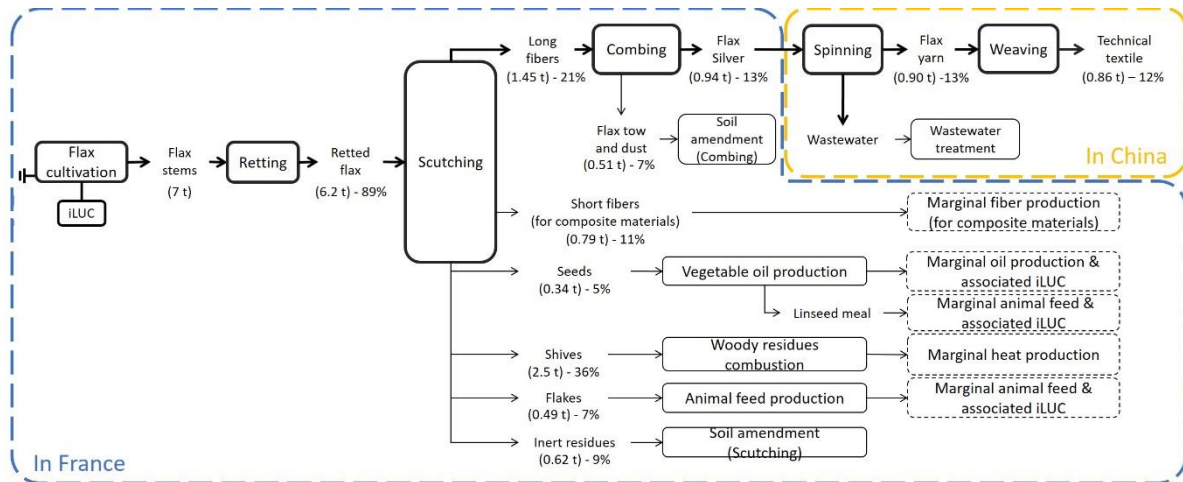 Flax
cultivation
iLUC
Flax
stems
(7 t)
Retting
Retted
flax
(6.2 t) - 89%
Scutching
Long
fibers
(1.45 t) - 21%
Combing
Flax
Silver
(0.94 t) - 13%
Flax tow
and dust
(0.51 t) - 7%
Soil
amendment
(Combing)
Spinning
Flax
yarn
(0.90 t) -13%
Weaving
Technical
textile
(0.86 t) – 12%
Wastewater
Wastewater
treatment
In China
Short fibers
(for composite materials)
(0.79 t) - 11%
Marginal fiber production
(for composite materials)
Seeds
(0.34 t) - 5%
Vegetable oil production
Marginal oil production &
associated iLUC
Linseed meal
Marginal animal feed
& associated iLUC
Shives
(2.5 t) - 36%
Woody residues
combustion
Marginal heat production
Flakes
(0.49 t) - 7%
Animal feed production
Marginal animal feed &
associated iLUC
Inert residues
(0.62 t) - 9%
Soil amendment
(Scutching)
In France